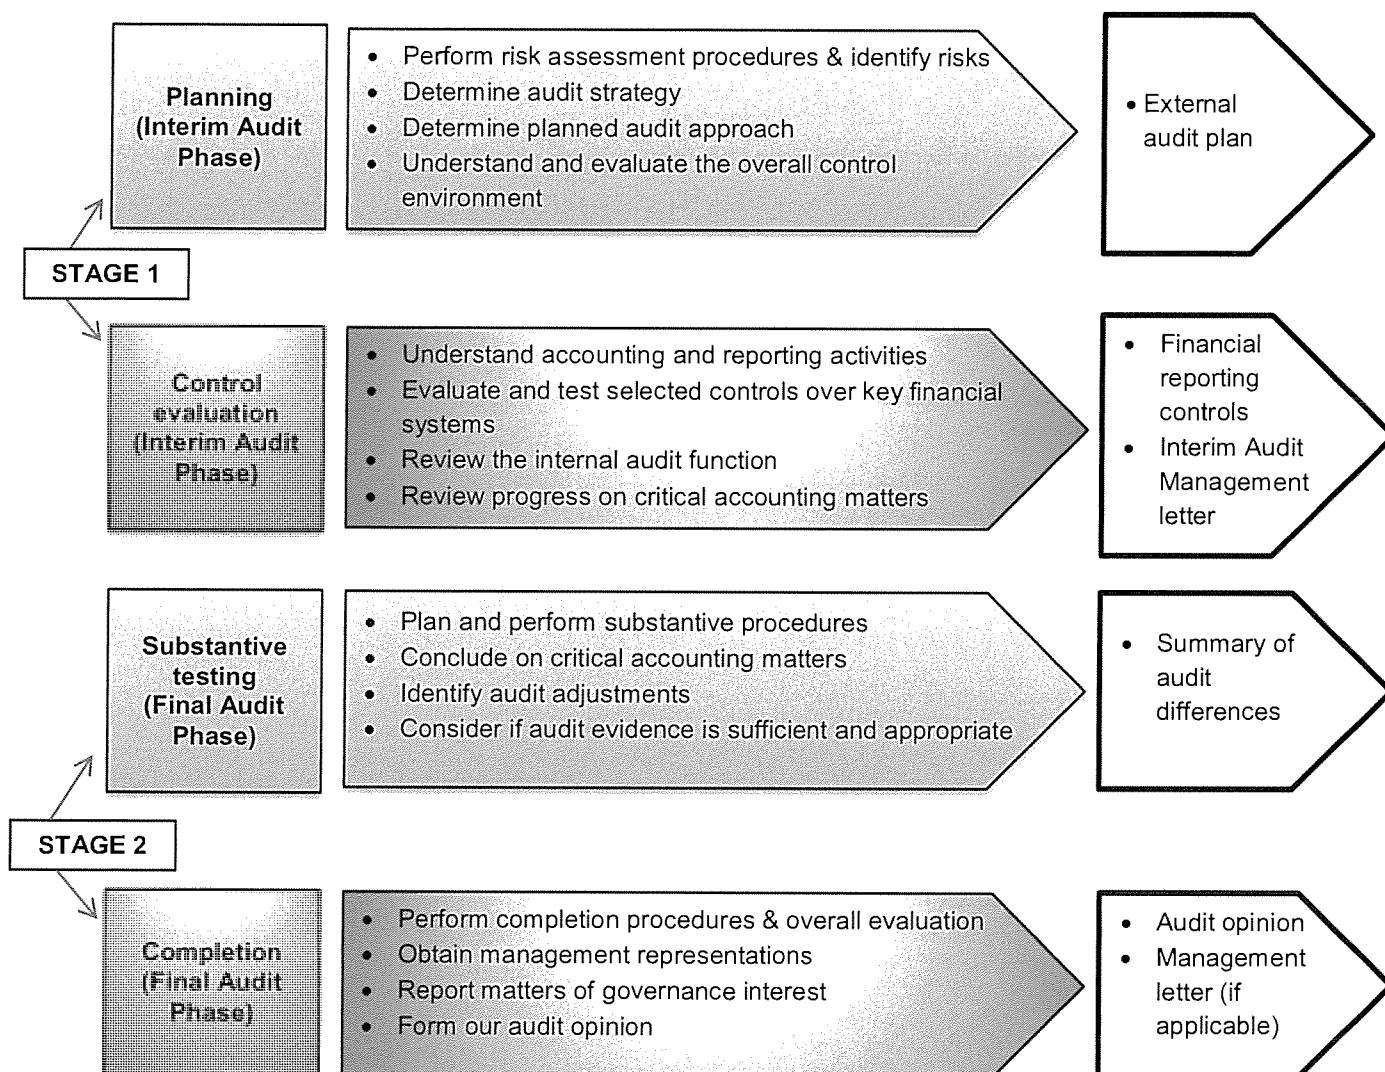 Planning
(Interim Audit
Phase)
• Perform risk assessment procedures & identify risks
• Determine audit strategy
• Determine planned audit approach
• Understand and evaluate the overall control
environment
• External
audit plan
STAGE 1
Control
evaluation
(Interim Audit
Phase)
• Understand accounting and reporting activities
• Evaluate and test selected controls over key financial
systems
• Review the internal audit function
• Review progress on critical accounting matters
• Financial
reporting
controls
• Interim Audit
Management
letter
Substantive
testing
(Final Audit
Phase)
• Plan and perform substantive procedures
• Conclude on critical accounting matters
• Identify audit adjustments
• Consider if audit evidence is sufficient and appropriate
• Summary of
audit
differences
STAGE 2
Completion
(Final Audit
Phase)
• Perform completion procedures & overall evaluation
• Obtain management representations
• Report matters of governance interest
• Form our audit opinion
• Audit opinion
• Management
letter (if
applicable)